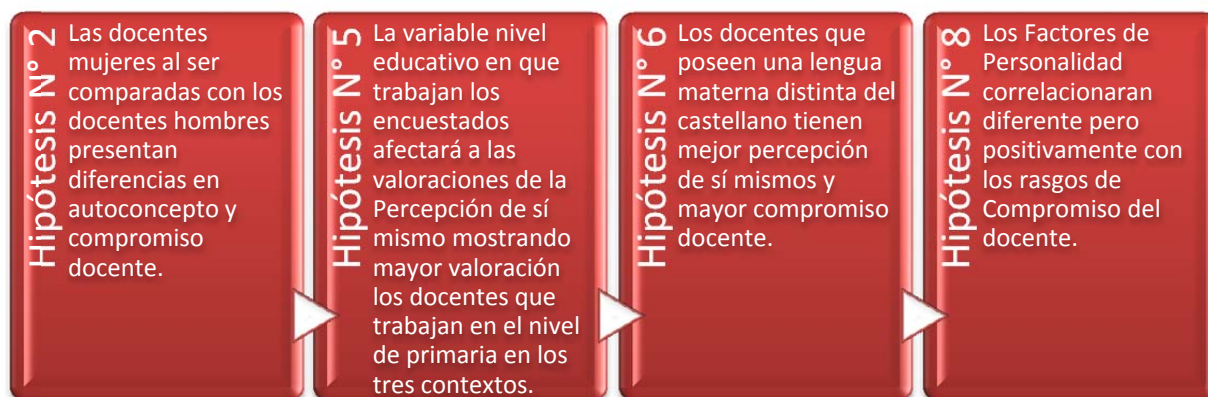 Hipótesis N° 2
Las docentes
mujeres al ser
comparadas con los
docentes hombres
presentan
diferencias en
autoconcepto y
compromiso
docente.
Hipótesis N° 5
La variable nivel
educativo en que
trabajan los
encuestados
afectará a las
valoraciones de la
Percepción de sí
mismo mostrando
mayor valoración
los docentes que
trabajan en el nivel
de primaria en los
tres contextos.
Hipótesis N° 6
Los docentes que
poseen una lengua
materna distinta del
castellano tienen
mejor percepción
de sí mismos y
mayor compromiso
docente.
Hipótesis N° 8
Los Factores de
Personalidad
correlacionaran
diferente pero
positivamente con
los rasgos de
Compromiso del
docente.